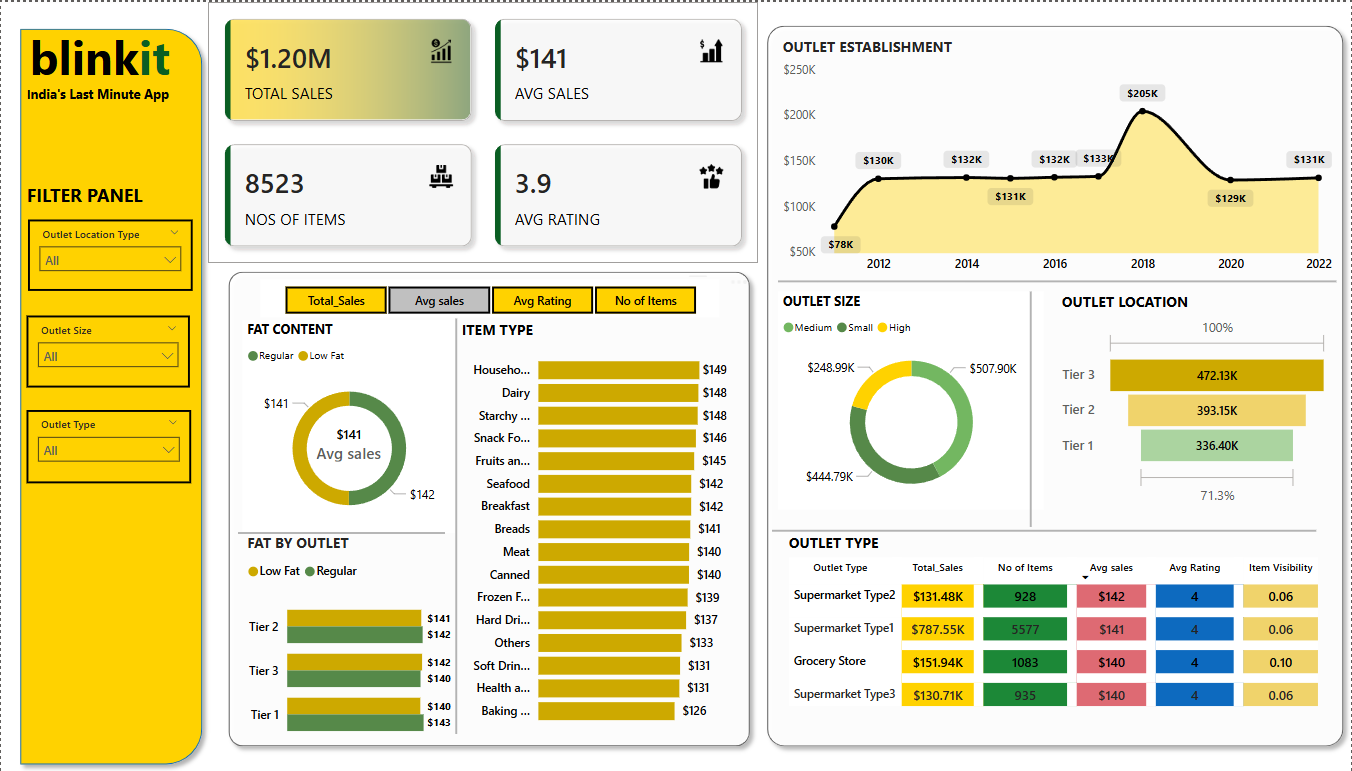 blinkit
India's Last Minute App
FILTER PANEL
Outlet Location Type
All
Outlet Size
All
Outlet Type
All
$1.20M
TOTAL SALES
$141
AVG SALES
8523
NOS OF ITEMS
3.9
AVG RATING
Total_Sales
Avg sales
Avg Rating
No of Items
FAT CONTENT
Regular Low Fat
$141
$141
Avg sales
$142
FAT BY OUTLET
Low Fat Regular
Tier 2 $141
$142
Tier 3 $142
$140
Tier 1 $140
$143
ITEM TYPE
Househo... $149
Dairy $148
Starchy ... $148
Snack Fo... $146
Fruits an... $145
Seafood $142
Breakfast $142
Breads $141
Meat $140
Canned $140
Frozen F... $139
Hard Dri... $137
Others $133
Soft Drin... $131
Health a... $131
Baking ... $126
OUTLET ESTABLISHMENT
$250K
$200K
$150K
$100K
$50K
$78K
$130K
$132K
$131K
$132K
$133K
$205K
$129K
$131K
2012 2014 2016 2018 2020 2022
OUTLET SIZE
Medium Small High
$248.99K
$507.90K
$444.79K
OUTLET LOCATION
100%
Tier 3 472.13K
Tier 2 393.15K
Tier 1 336.40K
71.3%
OUTLET TYPE
Outlet Type Total_Sales No of Items Avg sales Avg Rating Item Visibility
Supermarket Type2 $131.48K 928 $142 4 0.06
Supermarket Type1 $787.55K 5577 $141 4 0.06
Grocery Store $151.94K 1083 $140 4 0.10
Supermarket Type3 $130.71K 935 $140 4 0.06